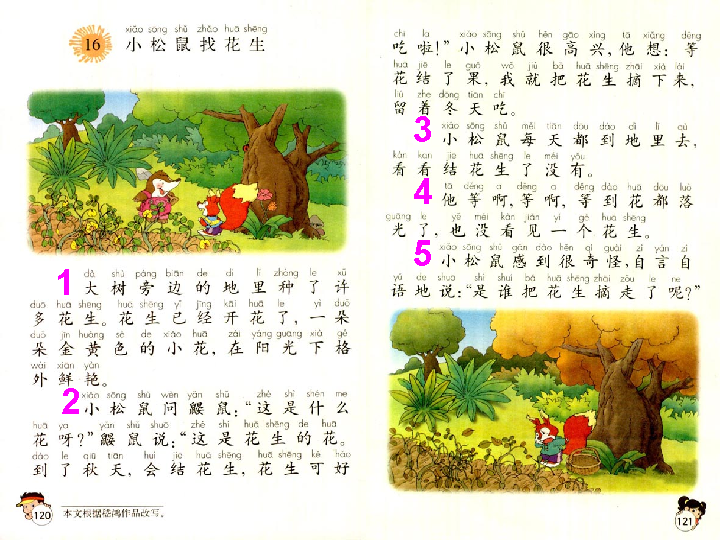 xiǎo sōng shǔ zhǎo huā shēng
16 小松鼠找花生
dà shù páng biān de dì lǐ zhòng le xǔ
1 大树旁边的地里种了许
duō huā shēng huā shēng yǐ jīng kāi huā le yì duǒ
多花生。花生已经开花了,一朵
duǒ jīn huáng sè de xiǎo huā zài yáng guāng xià gé
朵金黄色的小花,在阳光下格
wài xiān yàn
外鲜艳。
xiǎo sōng shǔ wèn yǎn shǔ zhè shì shén me
2 小松鼠问鼹鼠:“这是什么
huā ya yǎn shǔ shuō zhè shì huā shēng de huā
花呀?”鼹鼠说:“这是花生的花。
dào le qiū tiān huì jiē huā shēng huā shēng kě hǎo
到了秋天,会结花生,花生可好
120 本文根据嵇鸿作品改写。
chī la xiǎo sōng shǔ hěn gāo xìng tā xiǎng děng
吃啦!”小松鼠很高兴,他想:等
huā jiē le guǒ wǒ jiù bǎ huā shēng zhāi xià lái
花结了果,我就把花生摘下来,
liú zhe dōng tiān chī
留着冬天吃。
xiǎo sōng shǔ měi tiān dōu dào dì lǐ qù
3 小松鼠每天都到地里去,
kàn kan jiē huā shēng le méi yǒu
看看结花生了没有。
tā děng a děng a děng dào huā dōu luò
4 他等啊,等啊,等到花都落
guāng le yě méi kàn jiàn yí gè huā shēng
光了,也没看见一个花生。
xiǎo sōng shǔ gǎn dào hěn qí guài zì yán zì
5 小松鼠感到很奇怪,自言自
yǔ de shuō shì shuí bǎ huā shēng zhāi zǒu le ne
语地说:“是谁把花生摘走了呢?”
121